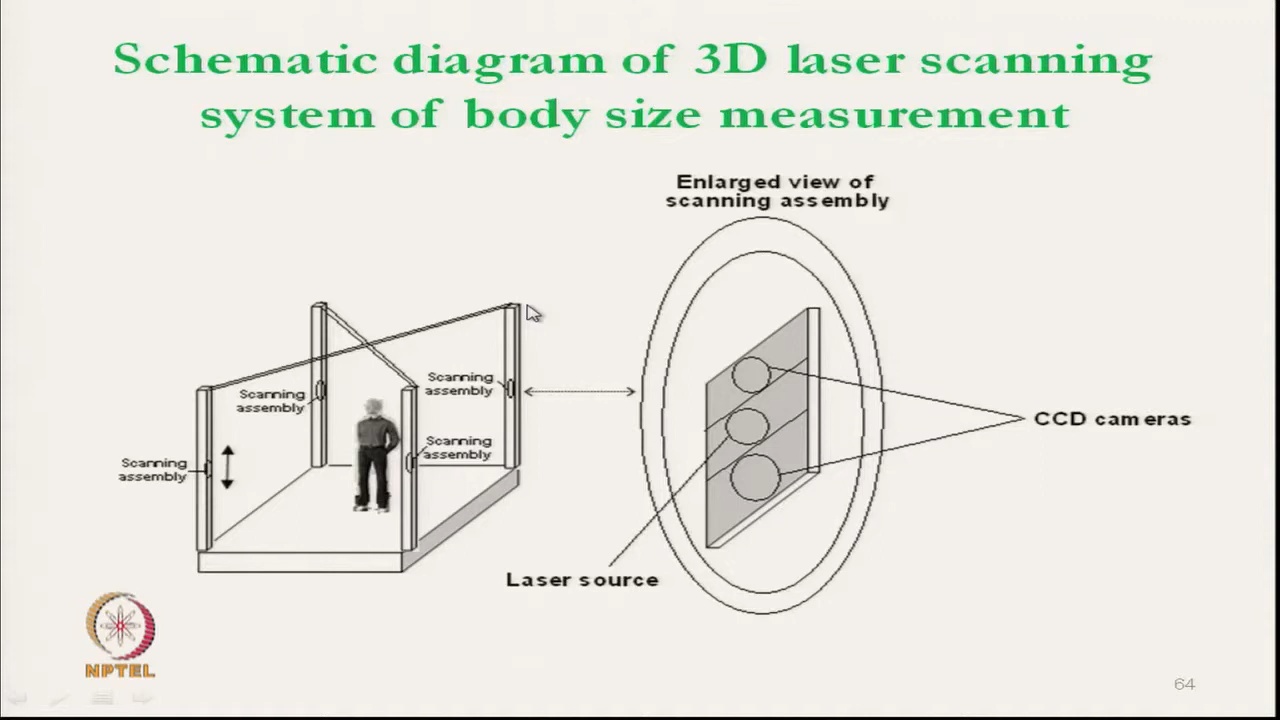 Schematic diagram of 3D laser scanning
system of body size measurement
Enlarged view of
scanning assembly
Scanning
assembly
Scanning
assembly
Scanning
assembly
Scanning
assembly
CCD cameras
Laser source
NPTEL
64